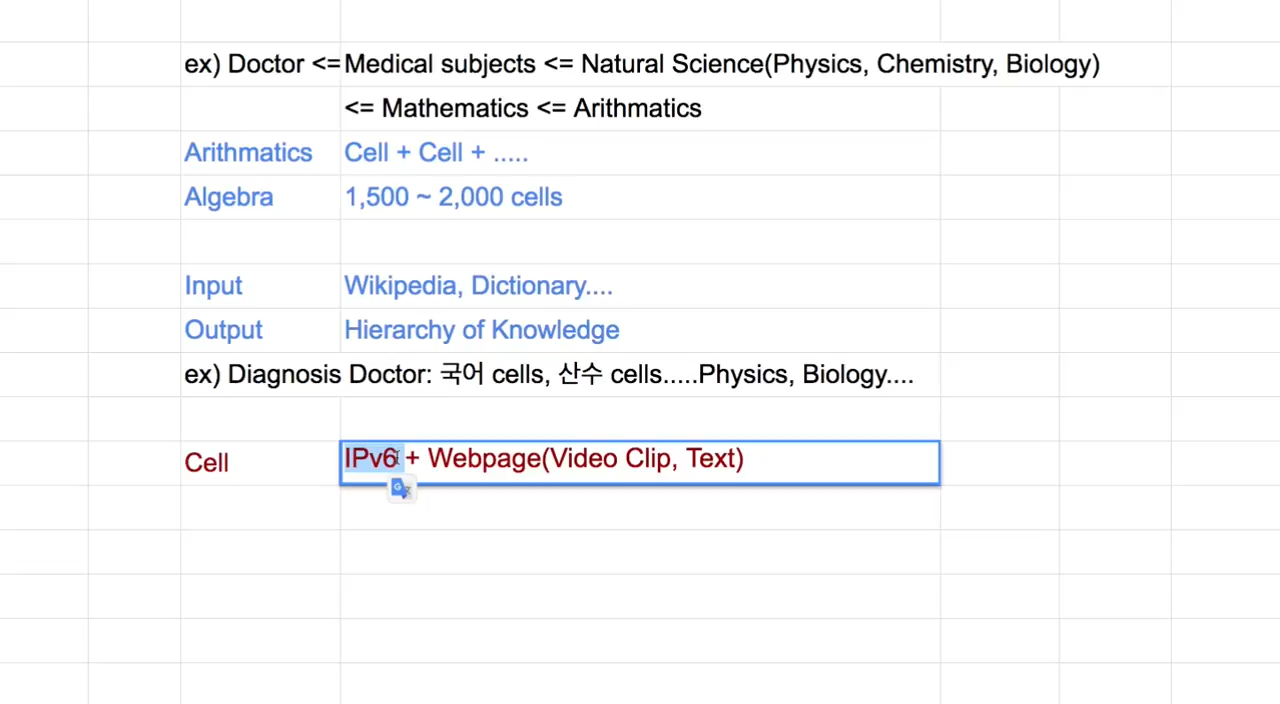 ex) Doctor <= Medical subjects <= Natural Science(Physics, Chemistry, Biology)
<= Mathematics <= Arithmatics
Arithmatics Cell + Cell + .....
Algebra 1,500 ~ 2,000 cells
Input Wikipedia, Dictionary....
Output Hierarchy of Knowledge
ex) Diagnosis Doctor: 국어 cells, 산수 cells.....Physics, Biology....
Cell IPv6 + Webpage(Video Clip, Text)